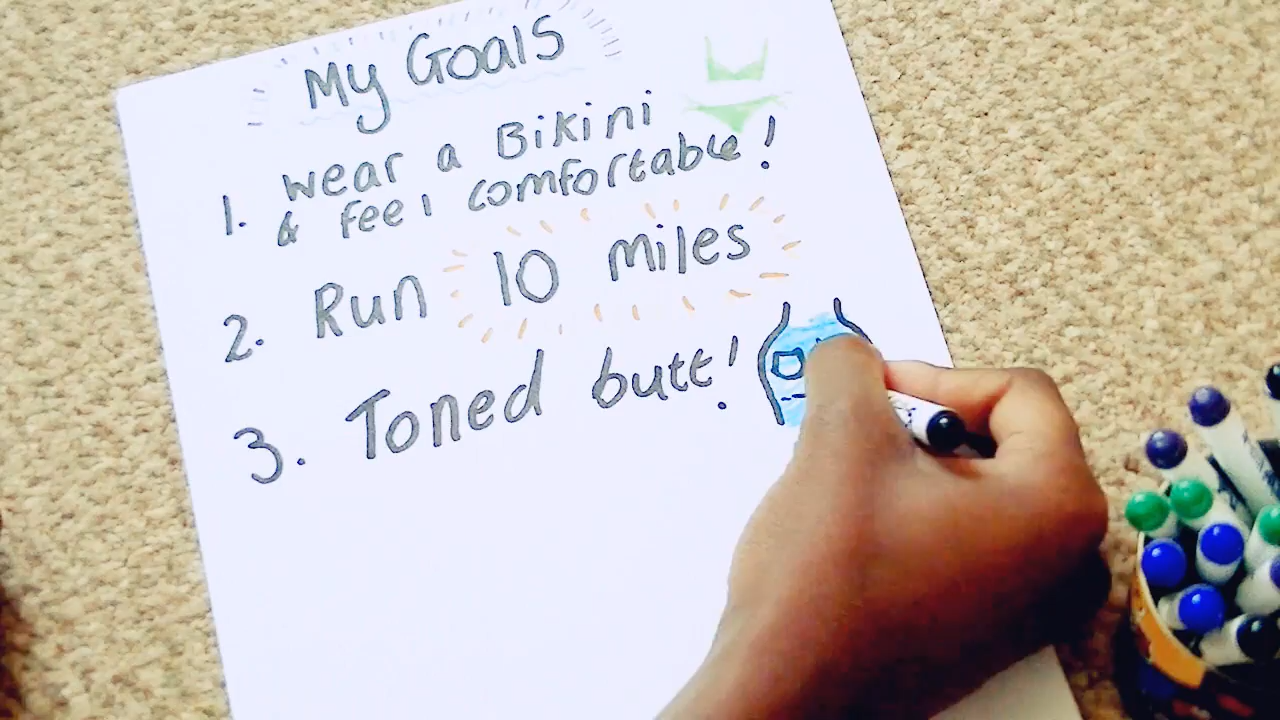 My Goals
1. wear a Bikini
& feel comfortable!
2. Run 10 miles
3. Toned butt!